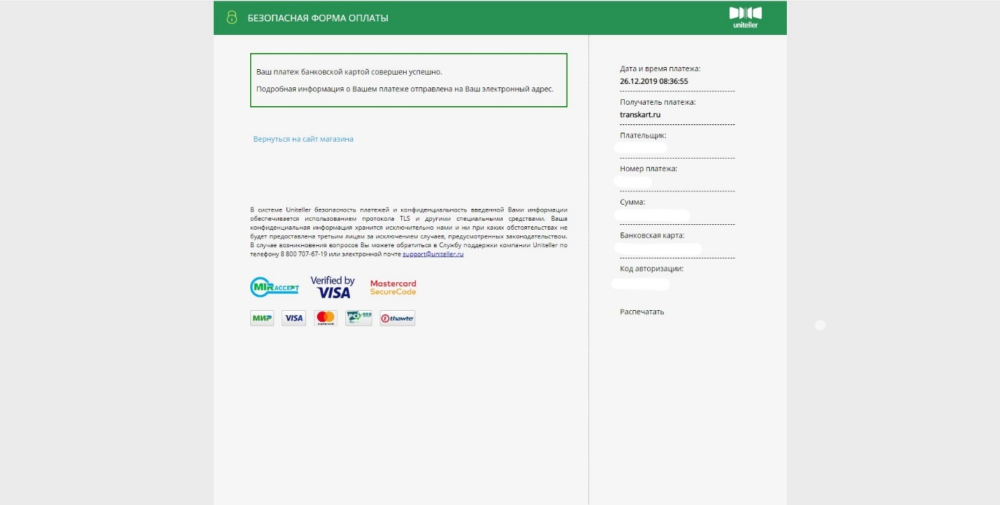 БЕЗОПАСНАЯ ФОРМА ОПЛАТЫ
uniteller
Ваш платеж банковской картой совершен успешно.
Подробная информация о Вашем платеже отправлена на Ваш электронный адрес.
Вернуться на сайт магазина
В системе Uniteller безопасность платежей и конфиденциальность введенной Вами информации
обеспечивается использованием протокола TLS и другими специальными средствами. Ваша
конфиденциальная информация хранится исключительно нами и ни при каких обстоятельствах не
будет предоставлена третьим лицам за исключением случаев, предусмотренных законодательством.
В случае возникновения вопросов Вы можете обратиться в Службу поддержки компании Uniteller по
телефону 8 800 707-67-19 или электронной почте support@uniteller.ru
MIR ACCEPT
Verified by
VISA
Mastercard
SecureCode
МИР
VISA
mastercard
PCI DSS
thawte
Дата и время платежа:
26.12.2019 08:36:55
Получатель платежа:
transkart.ru
Плательщик:
Номер платежа:
Сумма:
Банковская карта:
Код авторизации:
Распечатать